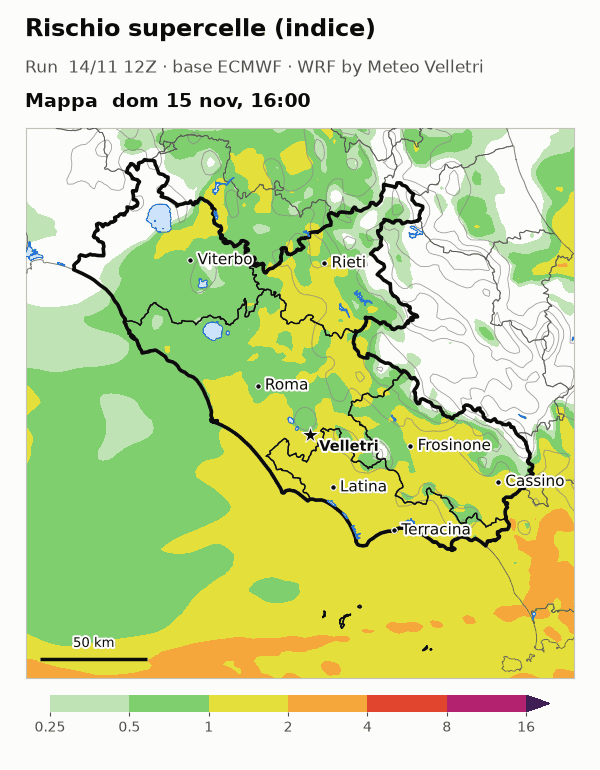 Rischio supercelle (indice)
Run  14/11 12Z · base ECMWF · WRF by Meteo Velletri
Mappa  dom 15 nov, 16:00
Viterbo
Rieti
Roma
Velletri
Frosinone
Cassino
Latina
Terracina
50 km
0.25 0.5 1 2 4 8 16